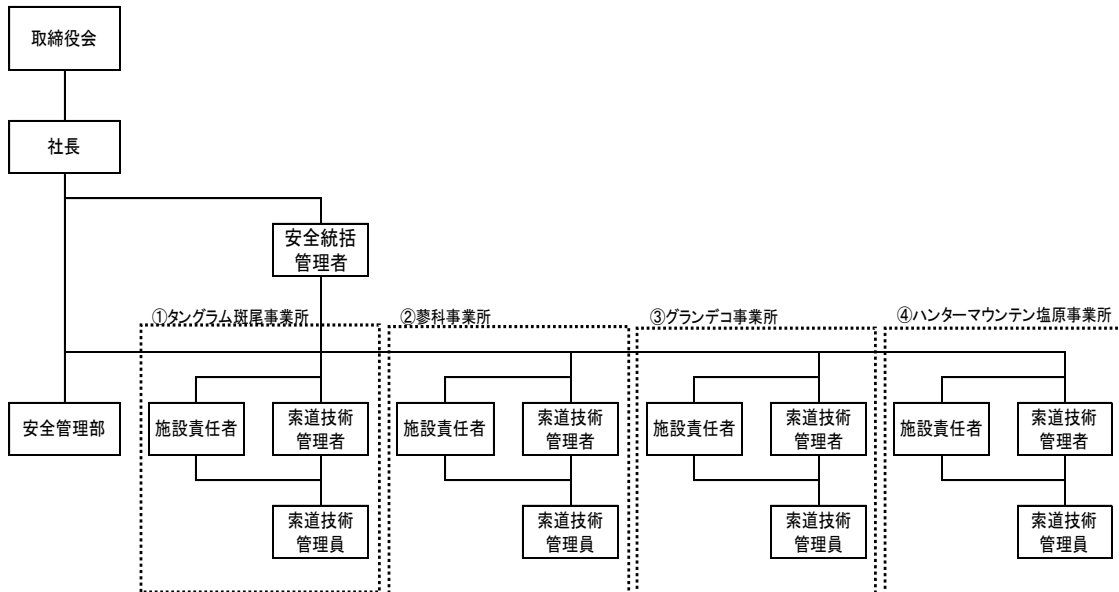 取締役会
社長
安全統括
管理者
①タングラム斑尾事業所
②蓼科事業所
③グランデコ事業所
④ハンターマウンテン塩原事業所
安全管理部
施設責任者
索道技術
管理者
施設責任者
索道技術
管理者
施設責任者
索道技術
管理者
施設責任者
索道技術
管理者
索道技術
管理員
索道技術
管理員
索道技術
管理員
索道技術
管理員